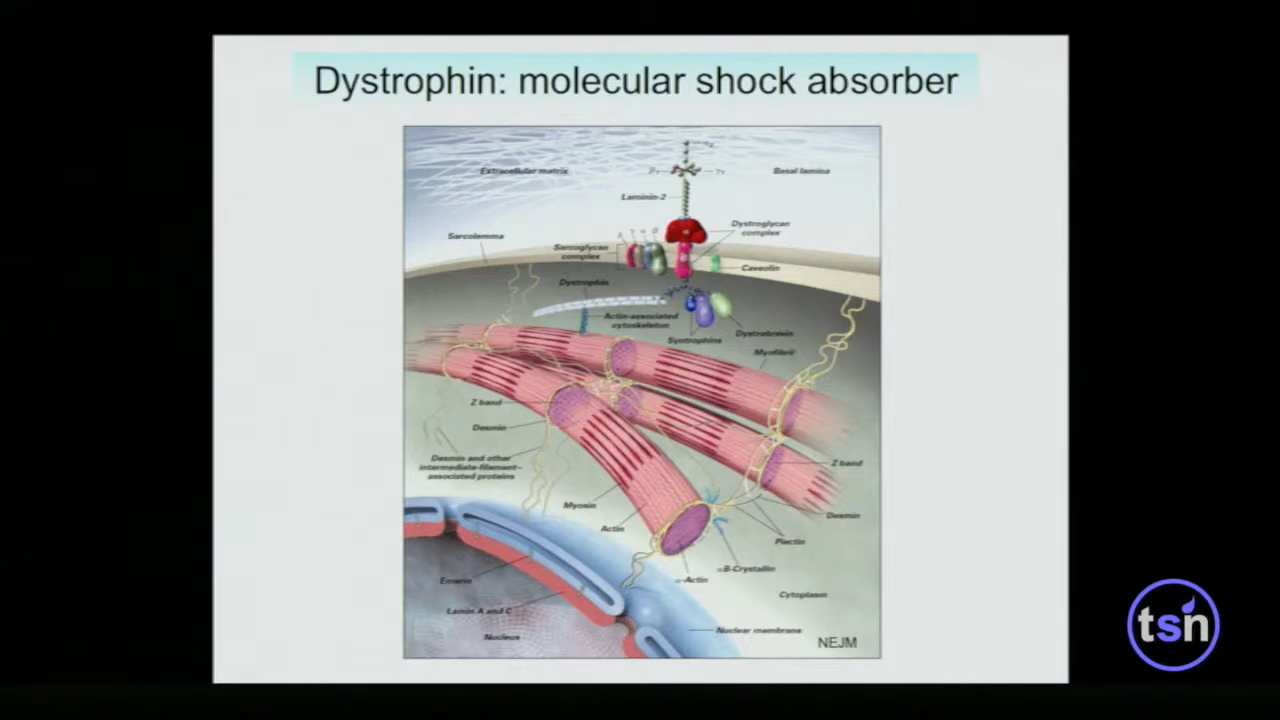 Dystrophin: molecular shock absorber
Extracellular matrix
Basal lamina
Laminin-2
Dystroglycan
complex
Sarcolemma
Sarcoglycan
complex
Caveolin
Dystrophin
Actin-associated
cytoskeleton
Dystrobrevin
Syntrophins
Myofibril
Z band
Desmin
Desmin and other
intermediate-filament–
associated proteins
Z band
Myosin
Desmin
Actin
Plectin
αB-Crystallin
α-Actin
Emerin
Cytoplasm
Lamin A and C
Nuclear membrane
Nucleus
NEJM
tsn